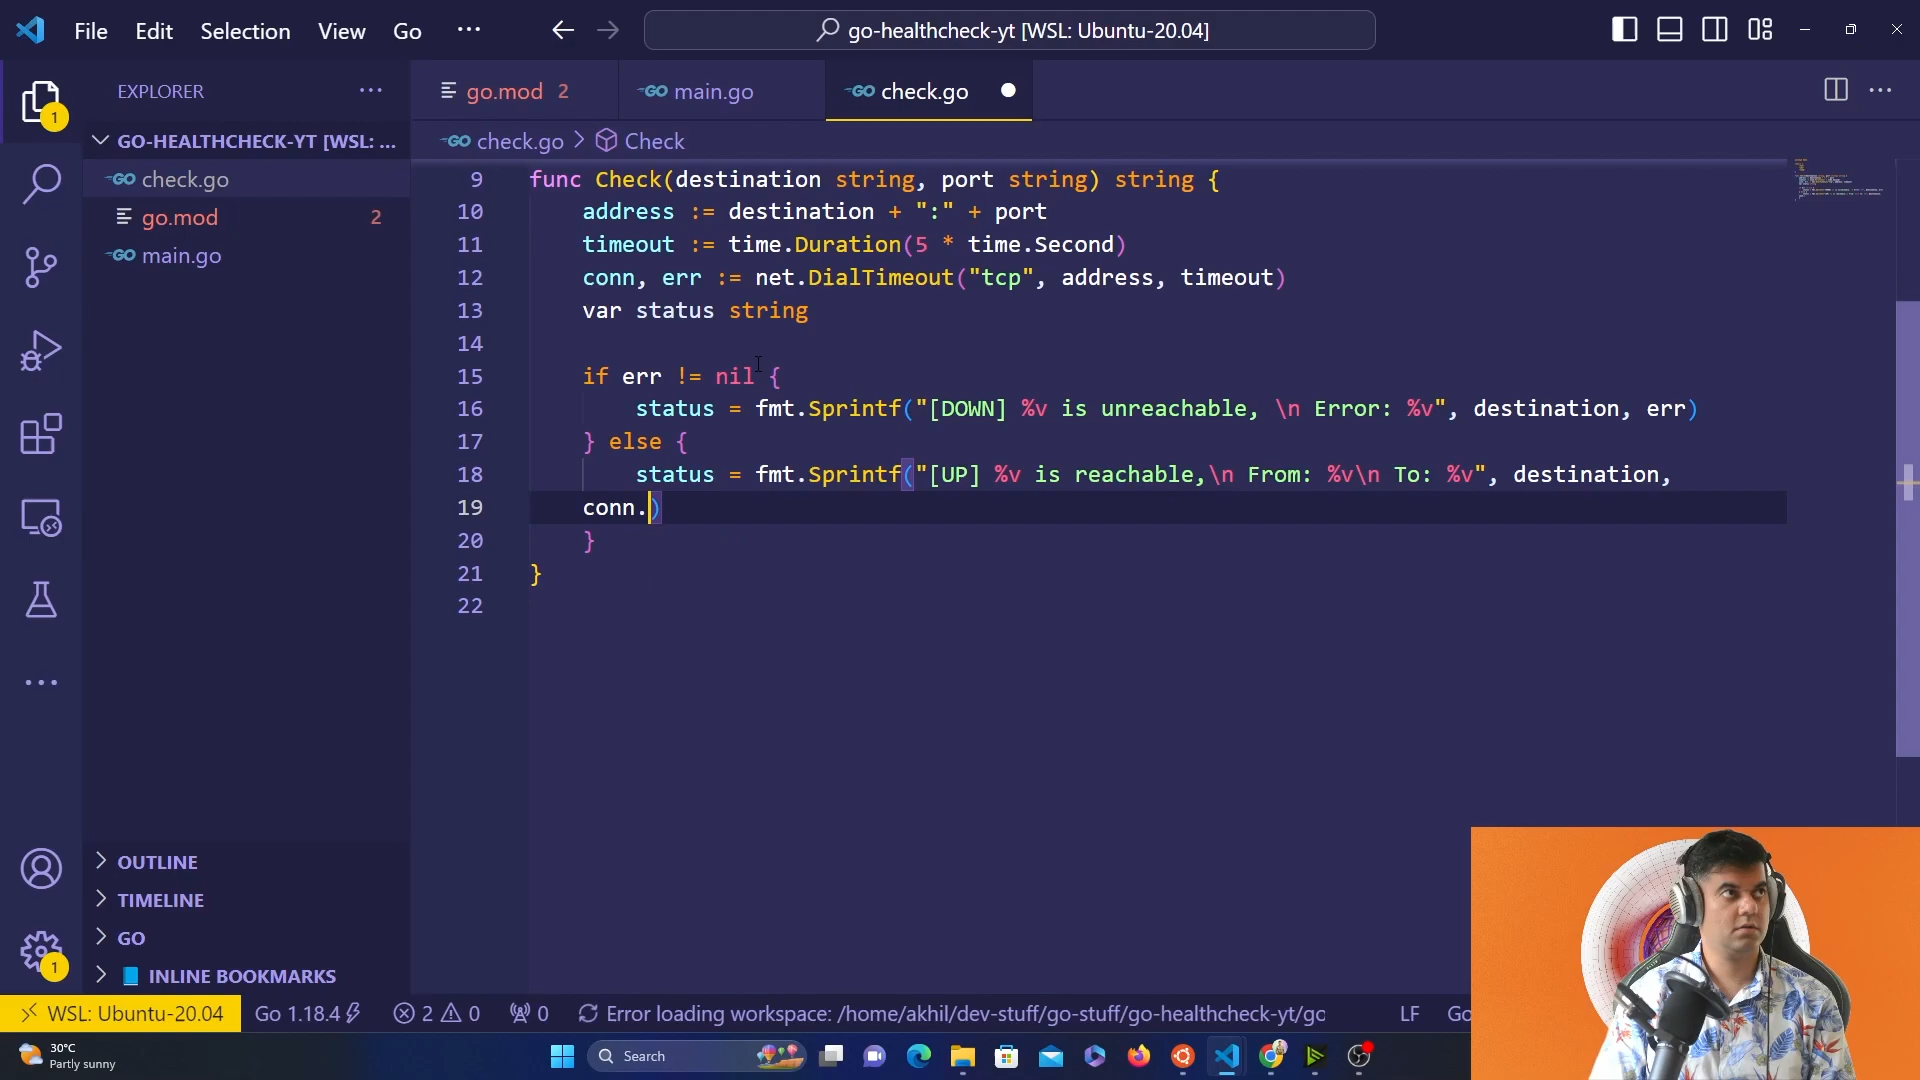 File Edit Selection View Go ···
go-healthcheck-yt [WSL: Ubuntu-20.04]
EXPLORER
go.mod 2
main.go
check.go
GO-HEALTHCHECK-YT [WSL: ...
check.go > Check
check.go
go.mod 2
main.go
9 func Check(destination string, port string) string {
10 address := destination + ":" + port
11 timeout := time.Duration(5 * time.Second)
12 conn, err := net.DialTimeout("tcp", address, timeout)
13 var status string
14
15 if err != nil {
16 status = fmt.Sprintf("[DOWN] %v is unreachable, \n Error: %v", destination, err)
17 } else {
18 status = fmt.Sprintf("[UP] %v is reachable,\n From: %v\n To: %v", destination,
19 conn.)
20 }
21 }
22
1
OUTLINE
TIMELINE
GO
INLINE BOOKMARKS
1
WSL: Ubuntu-20.04 Go 1.18.4 2 0 0 Error loading workspace: /home/akhil/dev-stuff/go-stuff/go-healthcheck-yt/go LF Go
30°C
Partly sunny
Search